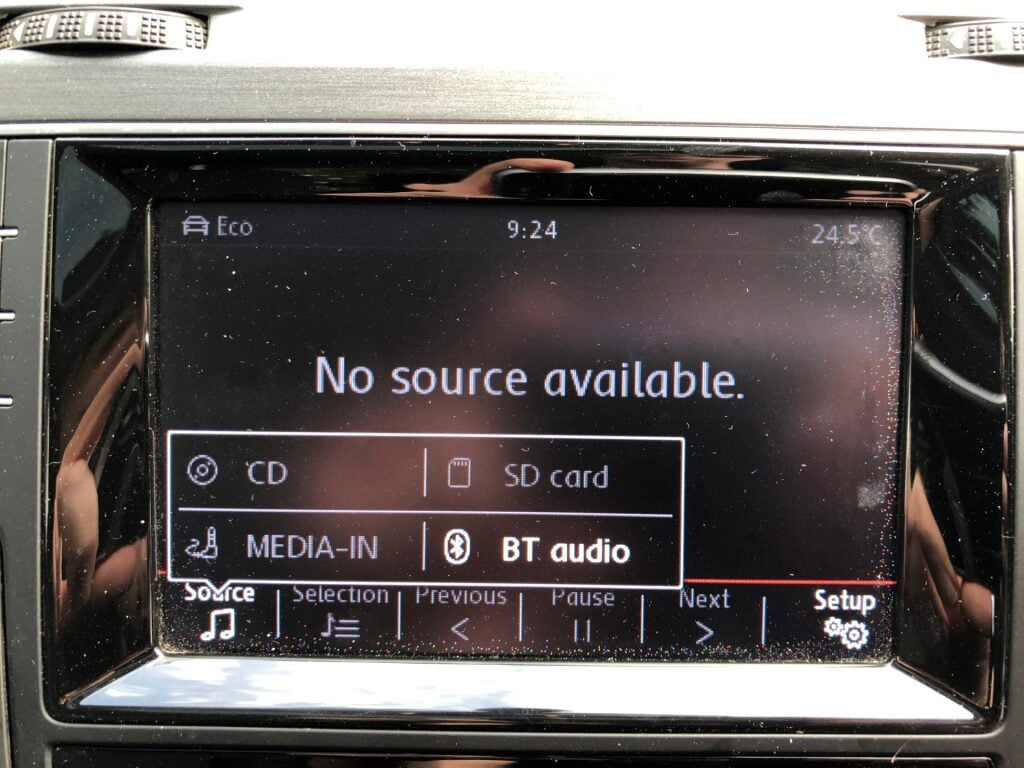 Eco
9:24
24.5°C
No source available.
CD
SD card
MEDIA-IN
BT audio
Source
Selection
Previous
Pause
Next
Setup